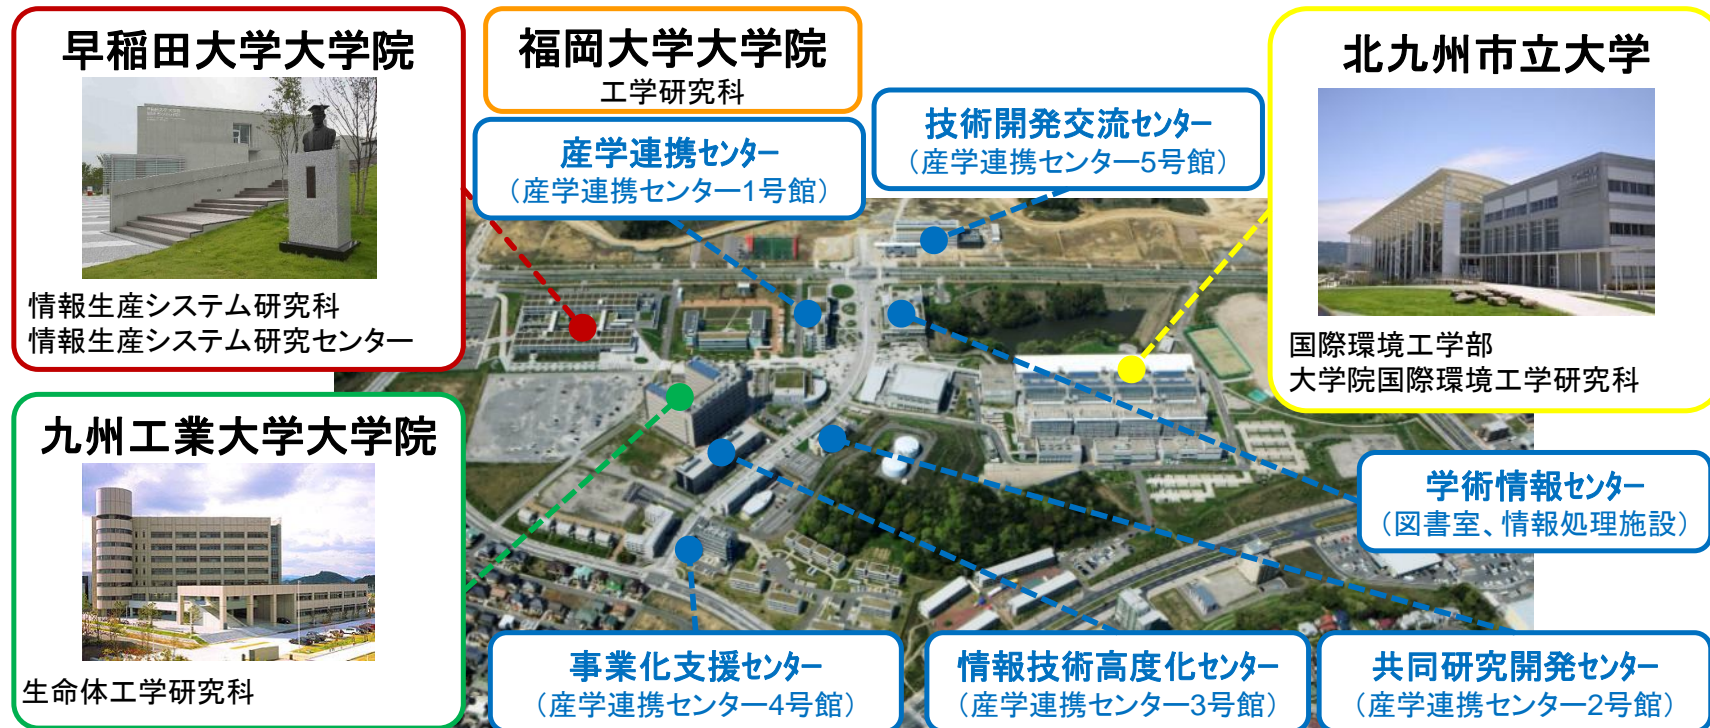 早稲田大学大学院
情報生産システム研究科
情報生産システム研究センター
福岡大学大学院
工学研究科
産学連携センター
（産学連携センター1号館）
技術開発交流センター
（産学連携センター5号館）
北九州市立大学
国際環境工学部
大学院国際環境工学研究科
九州工業大学大学院
生命体工学研究科
学術情報センター
（図書室、情報処理施設）
事業化支援センター
（産学連携センター4号館）
情報技術高度化センター
（産学連携センター3号館）
共同研究開発センター
（産学連携センター2号館）